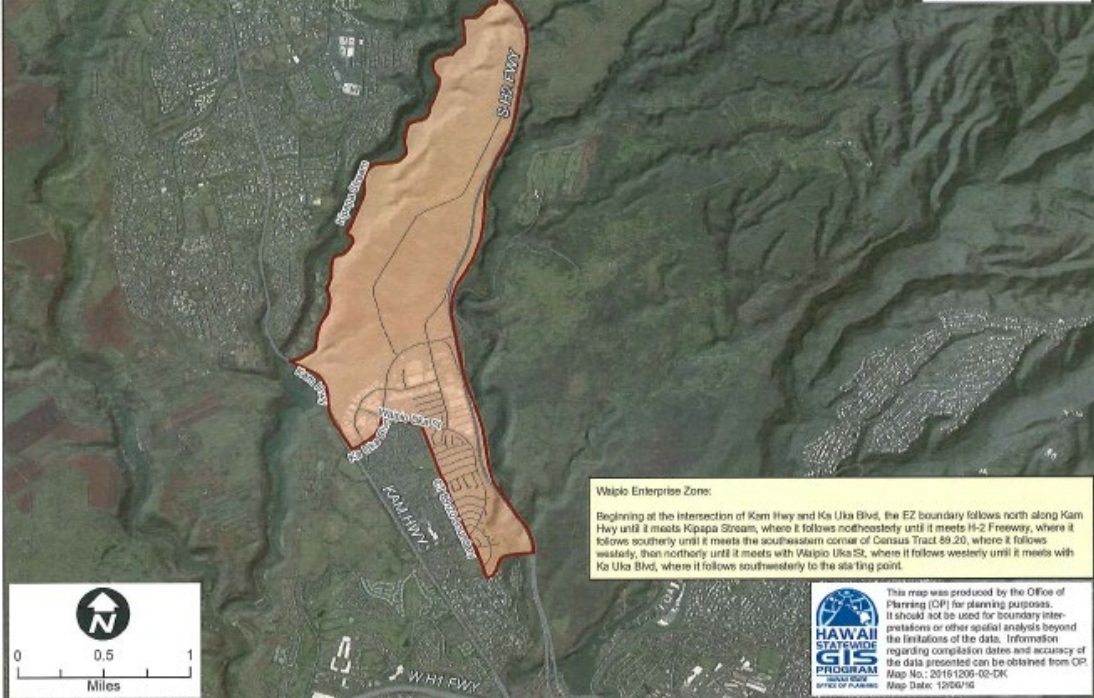 S H2 FWY
Kipapa Stream
Kam Hwy
Waipio Uka St
Ka Uka Blvd
KAM HWY
W H1 FWY
Waipio Enterprise Zone:
Beginning at the intersection of Kam Hwy and Ka Uka Blvd, the EZ boundary follows north along Kam
Hwy until it meets Kipapa Stream, where it follows northeasterly until it meets H-2 Freeway, where it
follows southerly until it meets the southeastern corner of Census Tract 89.20, where it follows
westerly, then northerly until it meets with Waipio Uka St, where it follows westerly until it meets with
Ka Uka Blvd, where it follows southwesterly to the starting point.
N
0 0.5 1
Miles
HAWAII
STATEWIDE
GIS
PROGRAM
HAWAII STATE
OFFICE OF PLANNING
This map was produced by the Office of
Planning (OP) for planning purposes.
It should not be used for boundary inter-
pretations or other spatial analysis beyond
the limitations of the data. Information
regarding compilation dates and accuracy of
the data presented can be obtained from OP.
Map No.: 20161206-02-DK
Map Date: 12/06/16